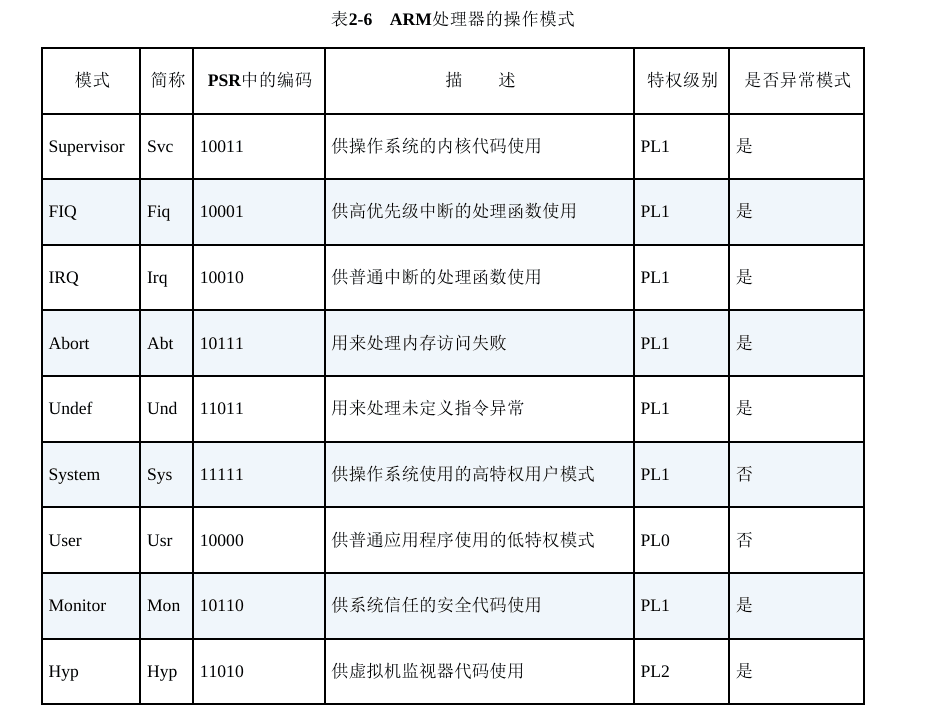 表2-6 ARM处理器的操作模式
模式 简称 PSR中的编码 描 述 特权级别 是否异常模式
Supervisor Svc 10011 供操作系统的内核代码使用 PL1 是
FIQ Fiq 10001 供高优先级中断的处理函数使用 PL1 是
IRQ Irq 10010 供普通中断的处理函数使用 PL1 是
Abort Abt 10111 用来处理内存访问失败 PL1 是
Undef Und 11011 用来处理未定义指令异常 PL1 是
System Sys 11111 供操作系统使用的高特权用户模式 PL1 否
User Usr 10000 供普通应用程序使用的低特权模式 PL0 否
Monitor Mon 10110 供系统信任的安全代码使用 PL1 是
Hyp Hyp 11010 供虚拟机监视器代码使用 PL2 是